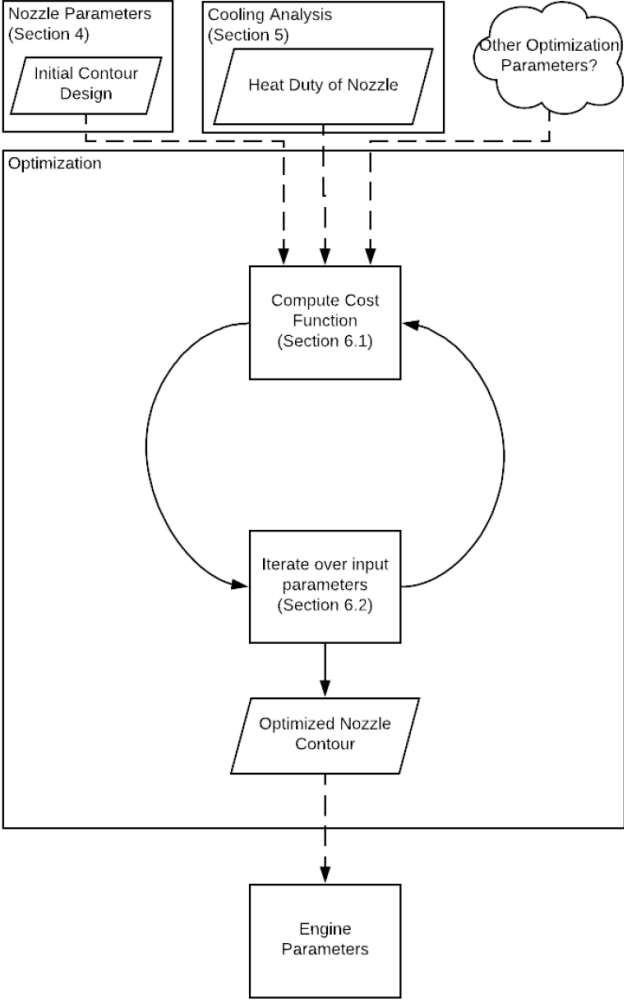 Nozzle Parameters
(Section 4)
Initial Contour
Design
Cooling Analysis
(Section 5)
Heat Duty of Nozzle
Other Optimization
Parameters?
Optimization
Compute Cost
Function
(Section 6.1)
Iterate over input
parameters
(Section 6.2)
Optimized Nozzle
Contour
Engine
Parameters